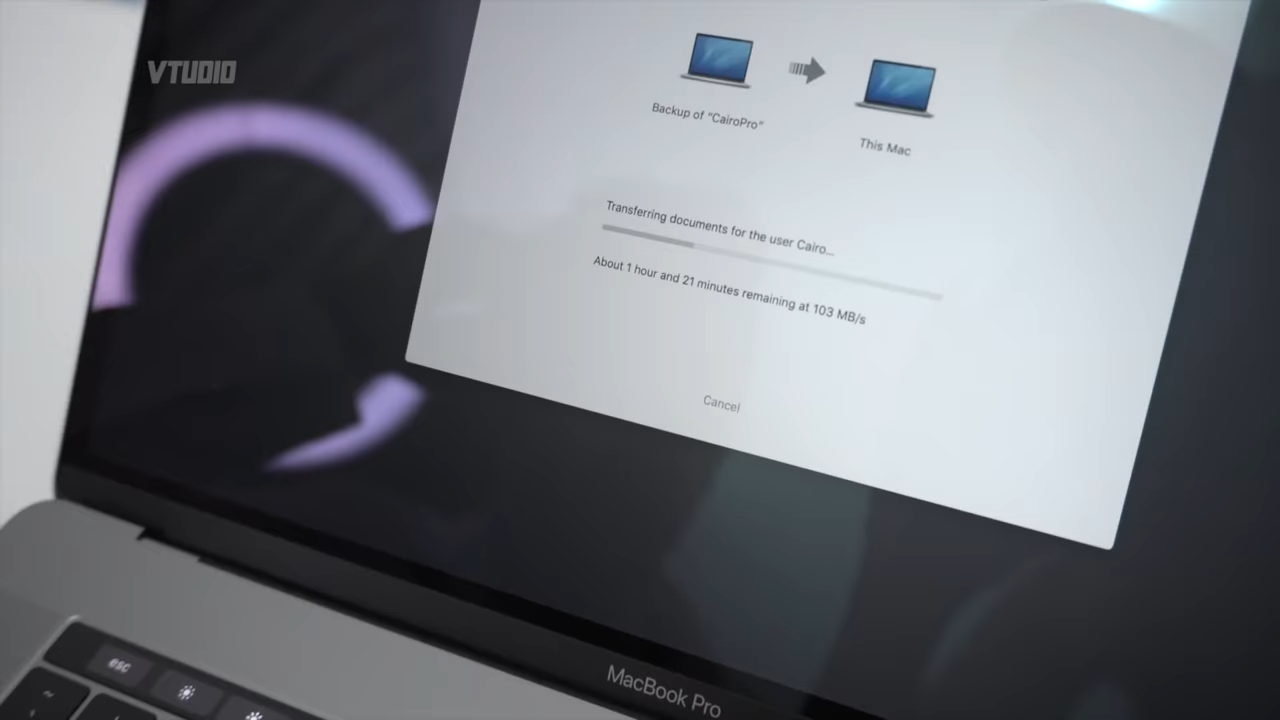 VTUDIO
Backup of "CairoPro"
This Mac
Transferring documents for the user Cairo...
About 1 hour and 21 minutes remaining at 103 MB/s
Cancel
MacBook Pro
esc
~